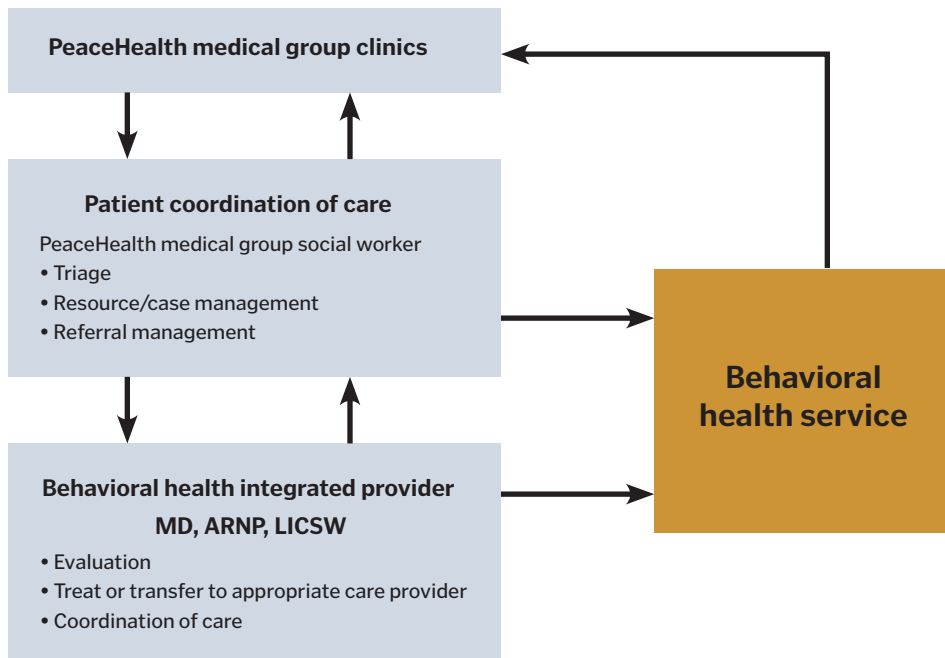 PeaceHealth medical group clinics
Patient coordination of care
PeaceHealth medical group social worker
• Triage
• Resource/case management
• Referral management
Behavioral health integrated provider
MD, ARNP, LICSW
• Evaluation
• Treat or transfer to appropriate care provider
• Coordination of care
Behavioral
health service